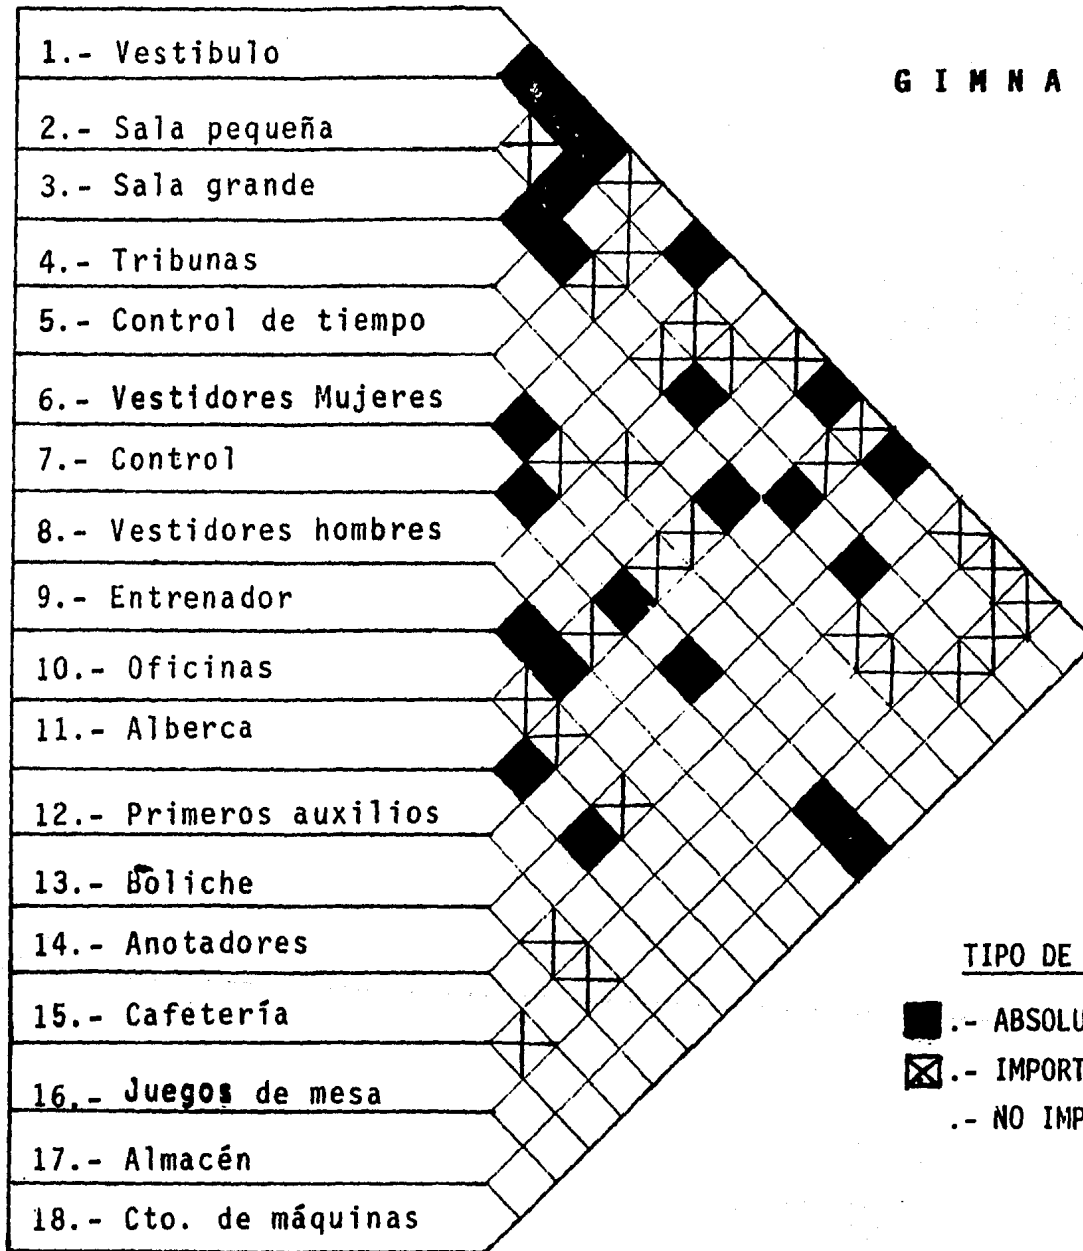 G I M N A
1.- Vestibulo
2.- Sala pequeña
3.- Sala grande
4.- Tribunas
5.- Control de tiempo
6.- Vestidores Mujeres
7.- Control
8.- Vestidores hombres
9.- Entrenador
10.- Oficinas
11.- Alberca
12.- Primeros auxilios
13.- Boliche
14.- Anotadores
15.- Cafetería
16.- Juegos de mesa
17.- Almacén
18.- Cto. de máquinas
TIPO DE
.- ABSOLU
.- IMPORT
.- NO IMP